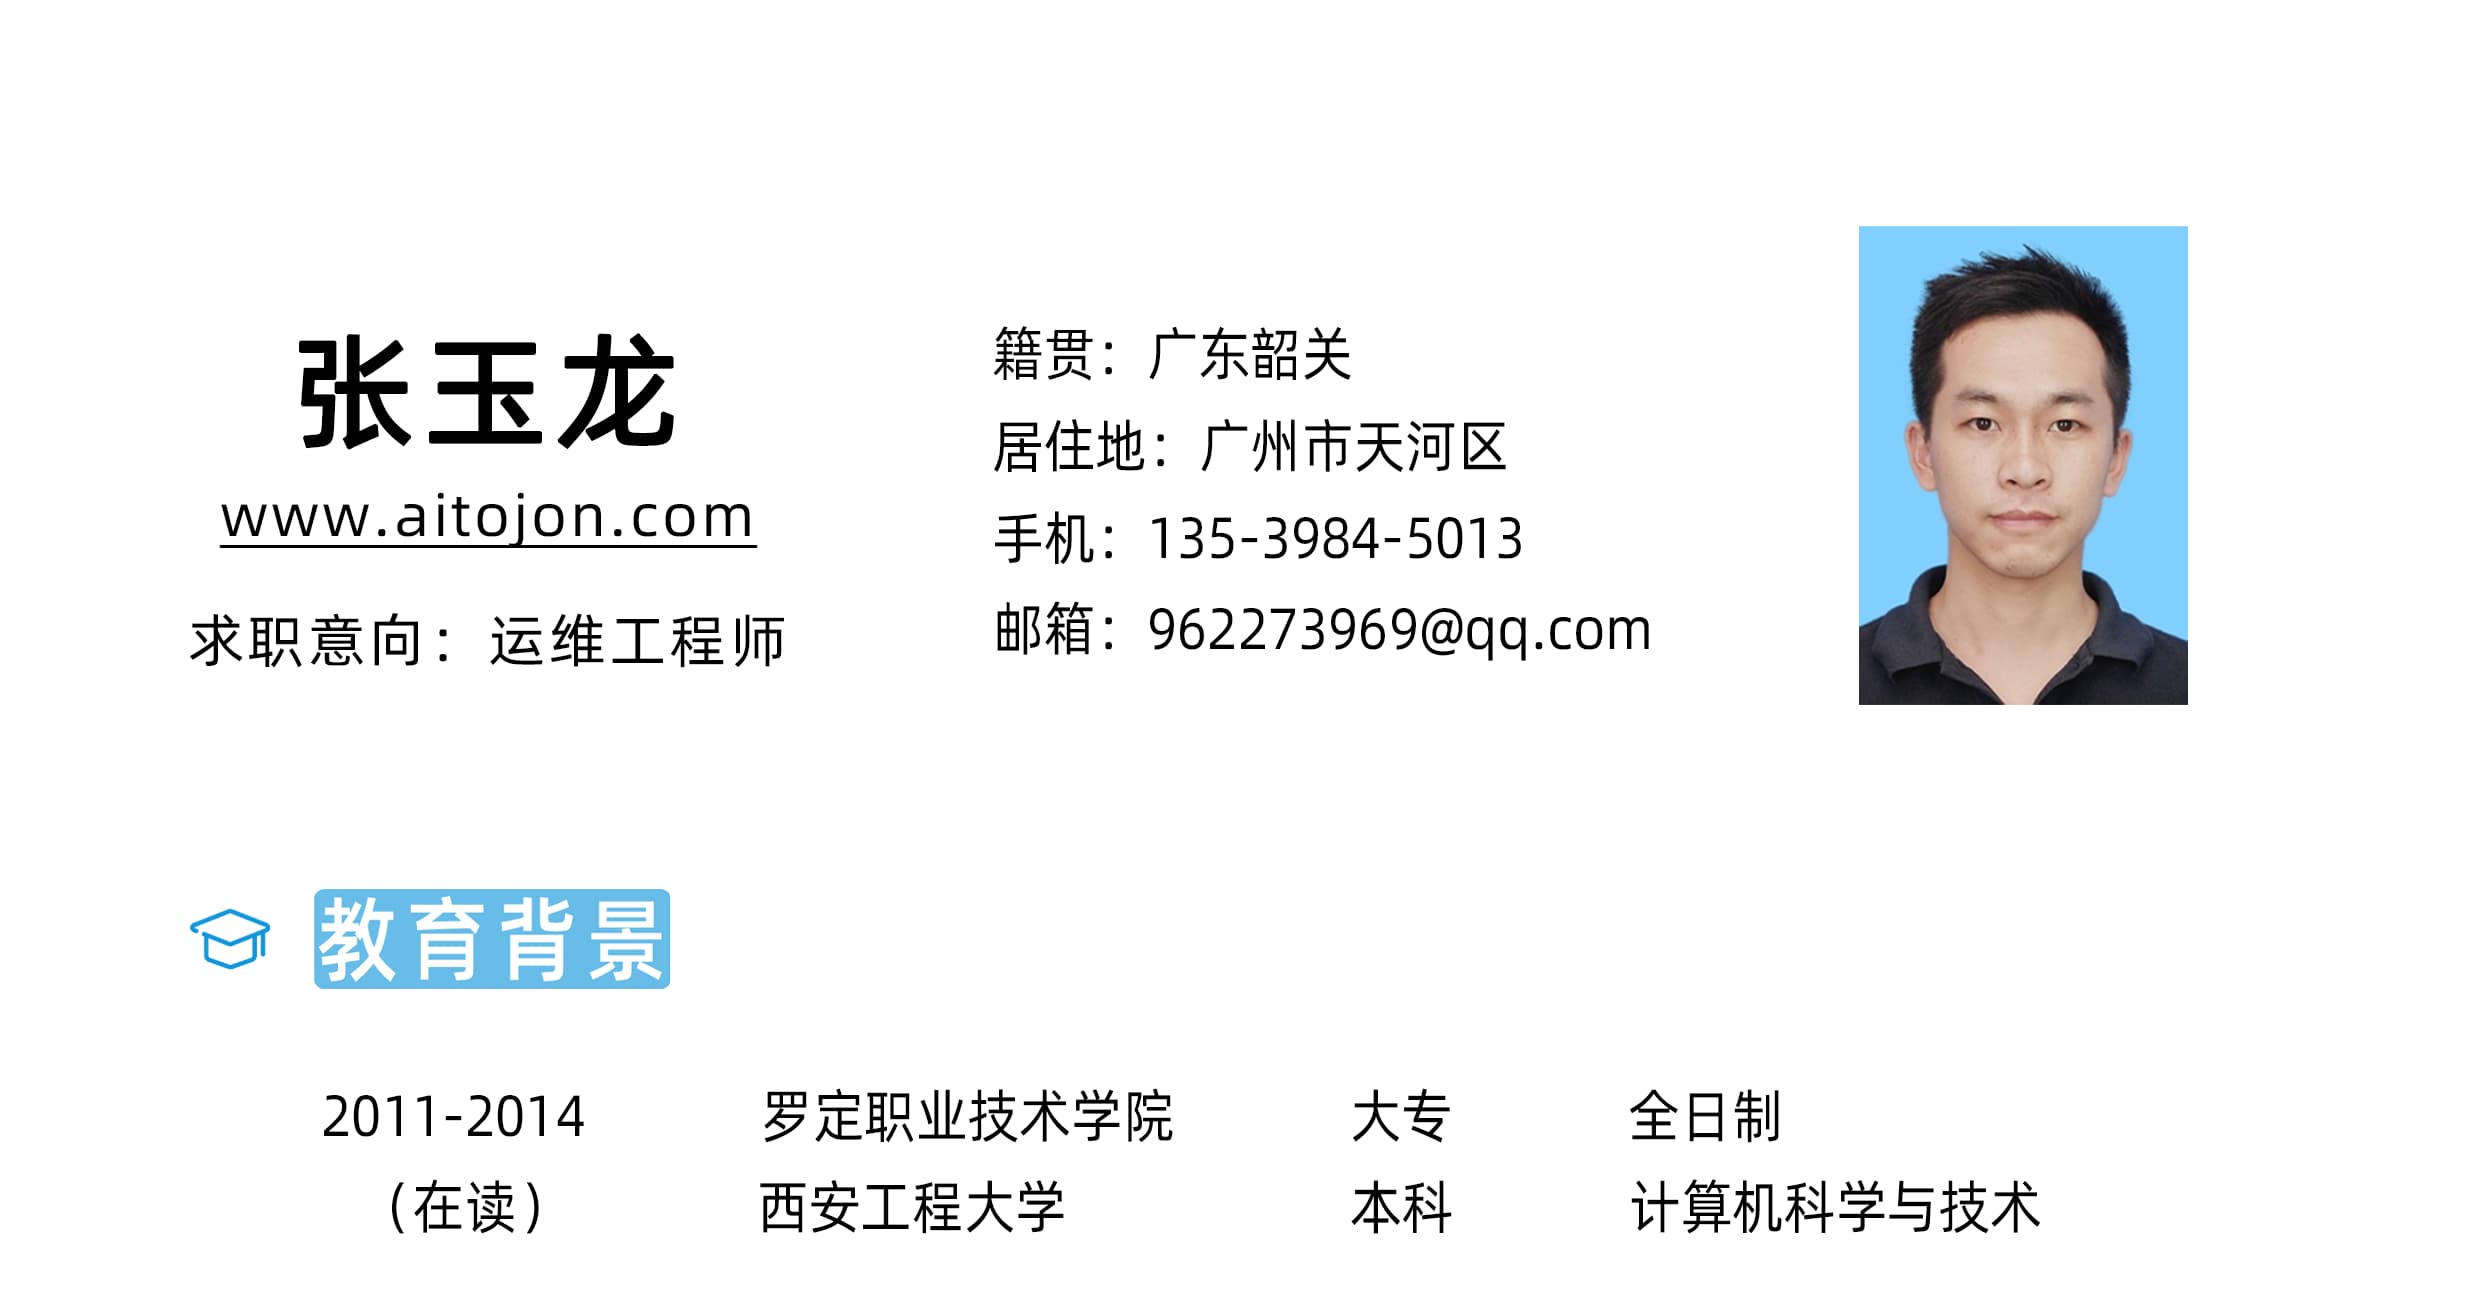 张玉龙
www.aitojon.com
求职意向：运维工程师
籍贯：广东韶关
居住地：广州市天河区
手机：135-3984-5013
邮箱：962273969@qq.com
教育背景
2011-2014 罗定职业技术学院 大专 全日制
（在读） 西安工程大学 本科 计算机科学与技术